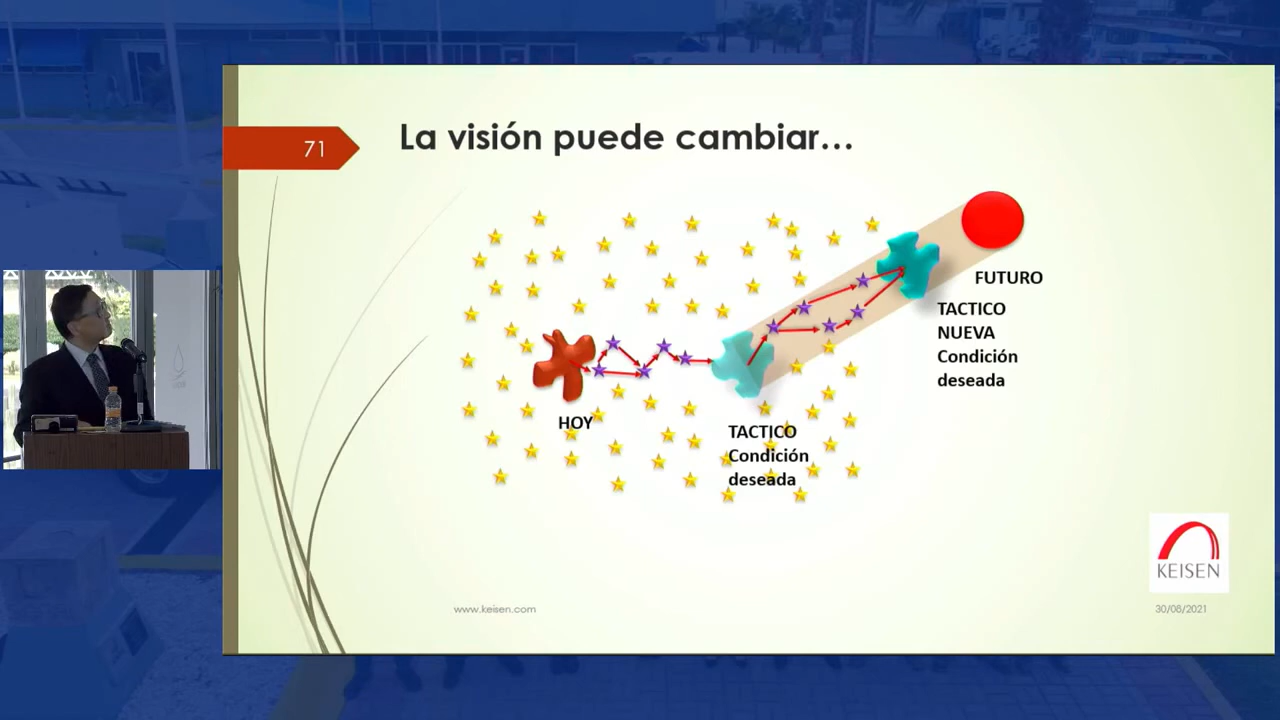 71
La visión puede cambiar...
FUTURO
TACTICO
NUEVA
Condición
deseada
HOY
TACTICO
Condición
deseada
KEISEN
www.keisen.com
30/08/2021